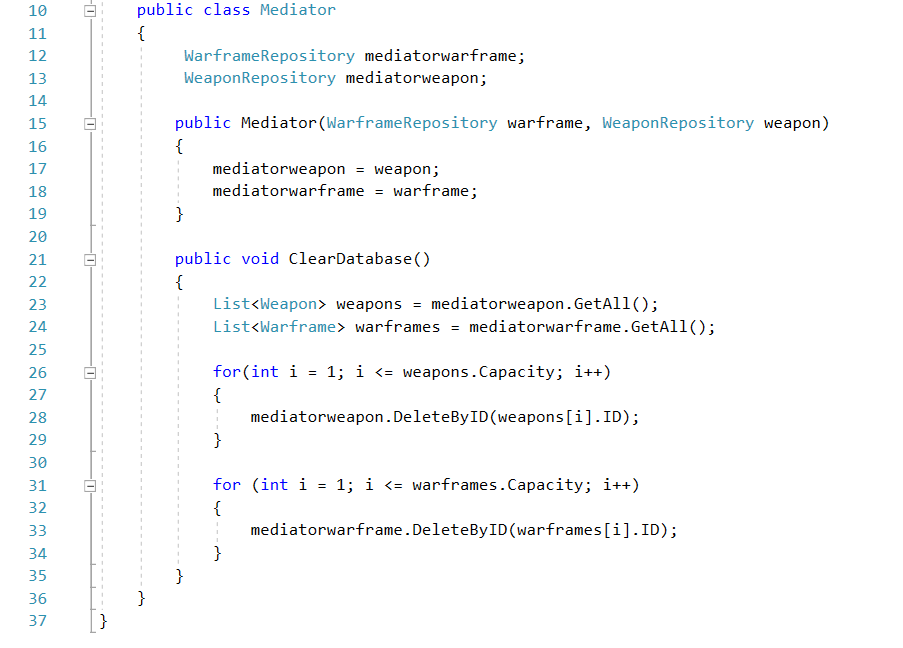 10 public class Mediator
11 {
12 WarframeRepository mediatorwarframe;
13 WeaponRepository mediatorweapon;
14
15 public Mediator(WarframeRepository warframe, WeaponRepository weapon)
16 {
17 mediatorweapon = weapon;
18 mediatorwarframe = warframe;
19 }
20
21 public void ClearDatabase()
22 {
23 List<Weapon> weapons = mediatorweapon.GetAll();
24 List<Warframe> warframes = mediatorwarframe.GetAll();
25
26 for(int i = 1; i <= weapons.Capacity; i++)
27 {
28 mediatorweapon.DeleteByID(weapons[i].ID);
29 }
30
31 for (int i = 1; i <= warframes.Capacity; i++)
32 {
33 mediatorwarframe.DeleteByID(warframes[i].ID);
34 }
35 }
36 }
37 }